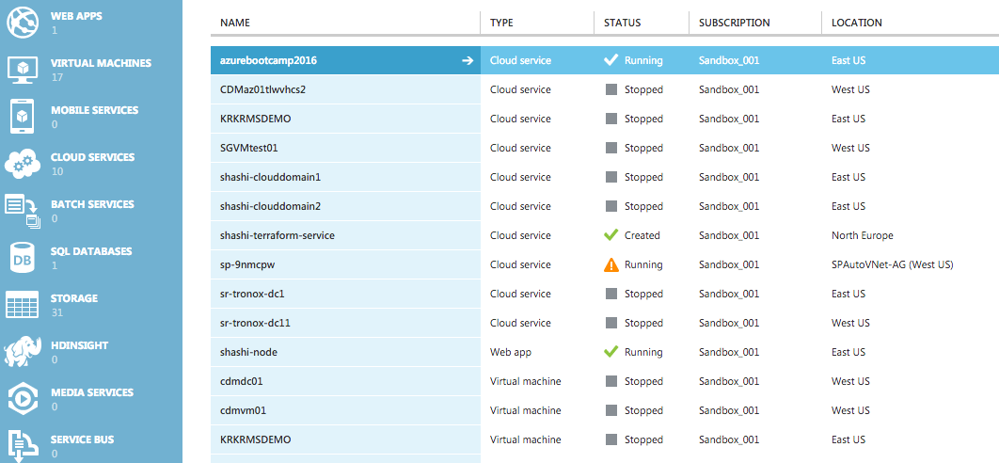 WEB APPS
1
VIRTUAL MACHINES
17
MOBILE SERVICES
0
CLOUD SERVICES
10
BATCH SERVICES
0
DB
SQL DATABASES
1
STORAGE
31
HDINSIGHT
0
MEDIA SERVICES
0
SERVICE BUS
0
NAME TYPE STATUS SUBSCRIPTION LOCATION
azurebootcamp2016 Cloud service Running Sandbox_001 East US
CDMaz01tlwvhcs2 Cloud service Stopped Sandbox_001 West US
KRKRMSDEMO Cloud service Stopped Sandbox_001 East US
SGVMtest01 Cloud service Stopped Sandbox_001 West US
shashi-clouddomain1 Cloud service Stopped Sandbox_001 East US
shashi-clouddomain2 Cloud service Stopped Sandbox_001 East US
shashi-terraform-service Cloud service Created Sandbox_001 North Europe
sp-9nmcpw Cloud service Running Sandbox_001 SPAutoVNet-AG (West US)
sr-tronox-dc1 Cloud service Stopped Sandbox_001 East US
sr-tronox-dc11 Cloud service Stopped Sandbox_001 West US
shashi-node Web app Running Sandbox_001 East US
cdmdc01 Virtual machine Stopped Sandbox_001 West US
cdmvm01 Virtual machine Stopped Sandbox_001 West US
KRKRMSDEMO Virtual machine Stopped Sandbox_001 East US